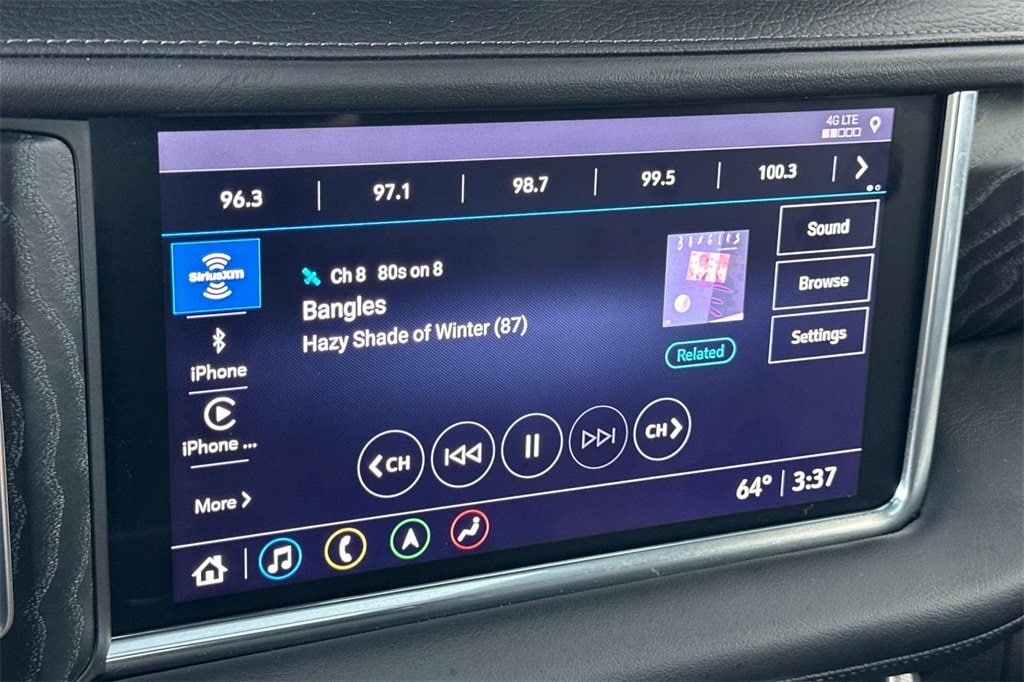 4G LTE
96.3 97.1 98.7 99.5 100.3
SiriusXM
Ch 8 80s on 8
Bangles
Hazy Shade of Winter (87)
BANGLES
Related
Sound
Browse
Settings
iPhone
iPhone ...
More
CH
CH
64° 3:37